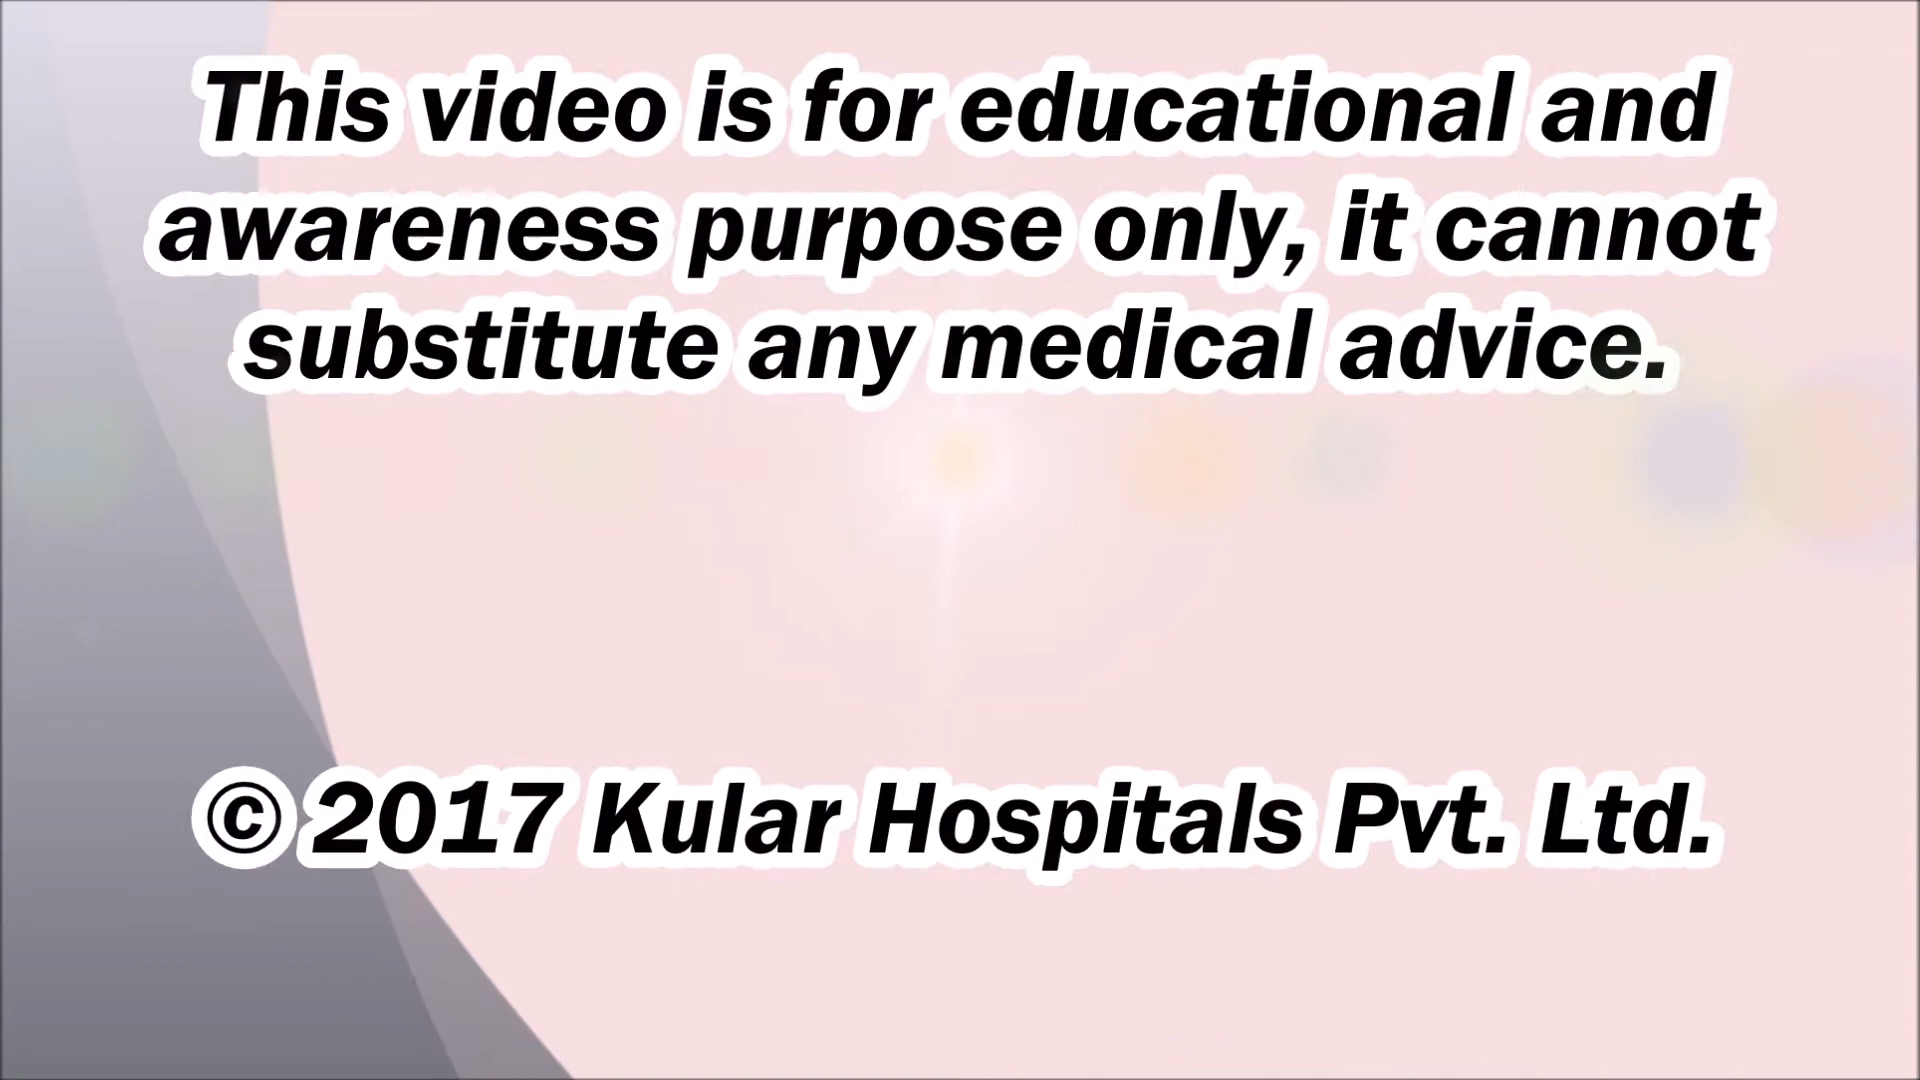 This video is for educational and
awareness purpose only, it cannot
substitute any medical advice.
© 2017 Kular Hospitals Pvt. Ltd.